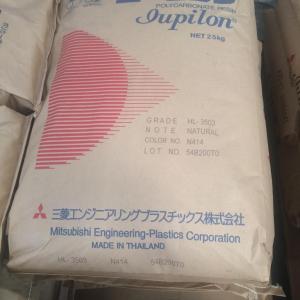 POLYCARBONATE RESIN
Iupilon
NET 25kg
GRADE HL-3503
NOTE NATURAL
COLOR NO. N414
LOT NO. 54B200T0
三菱エンジニアリングプラスチックス株式会社
Mitsubishi Engineering-Plastics Corporation
MADE IN THAILAND
HL-3503 N414 54B200T0